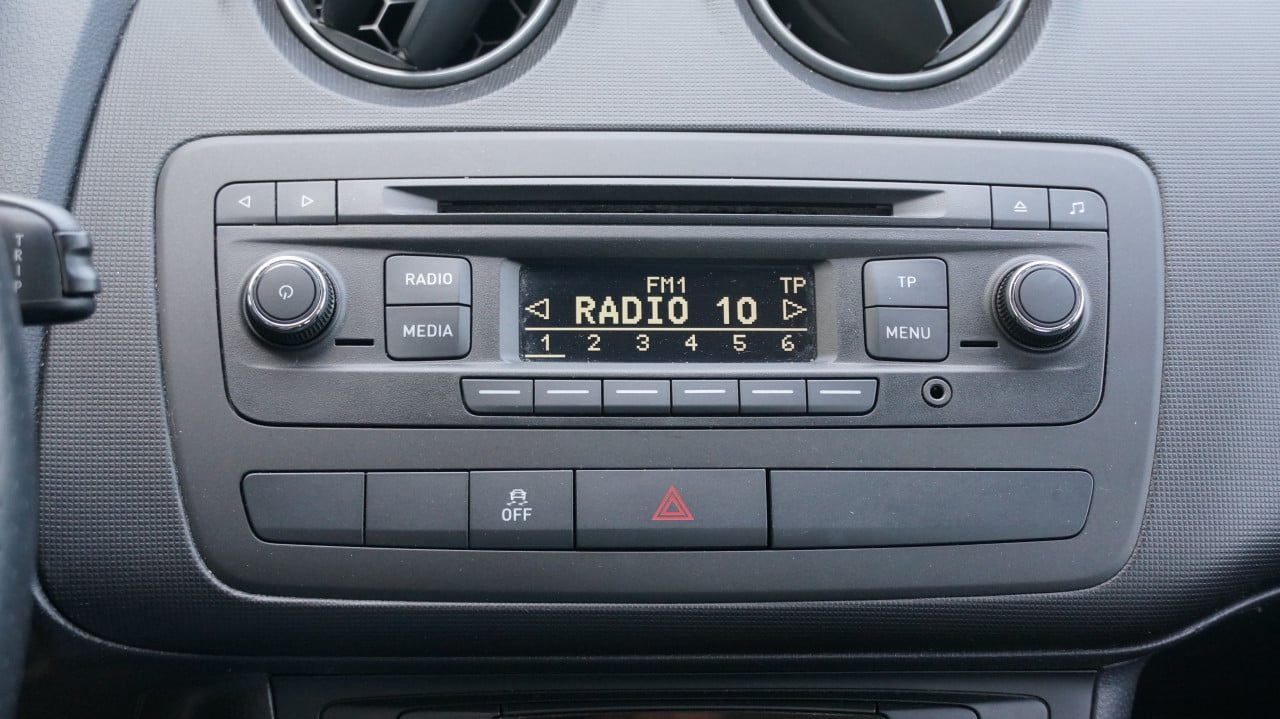 TRIP
RADIO
MEDIA
FM1 TP
RADIO 10
1 2 3 4 5 6
TP
MENU
OFF